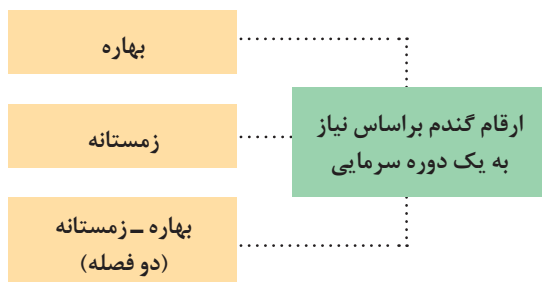 ارقام گندم براساس نیاز
به یک دوره سرمایی
بهاره
زمستانه
بهاره ـ زمستانه
(دو فصله)